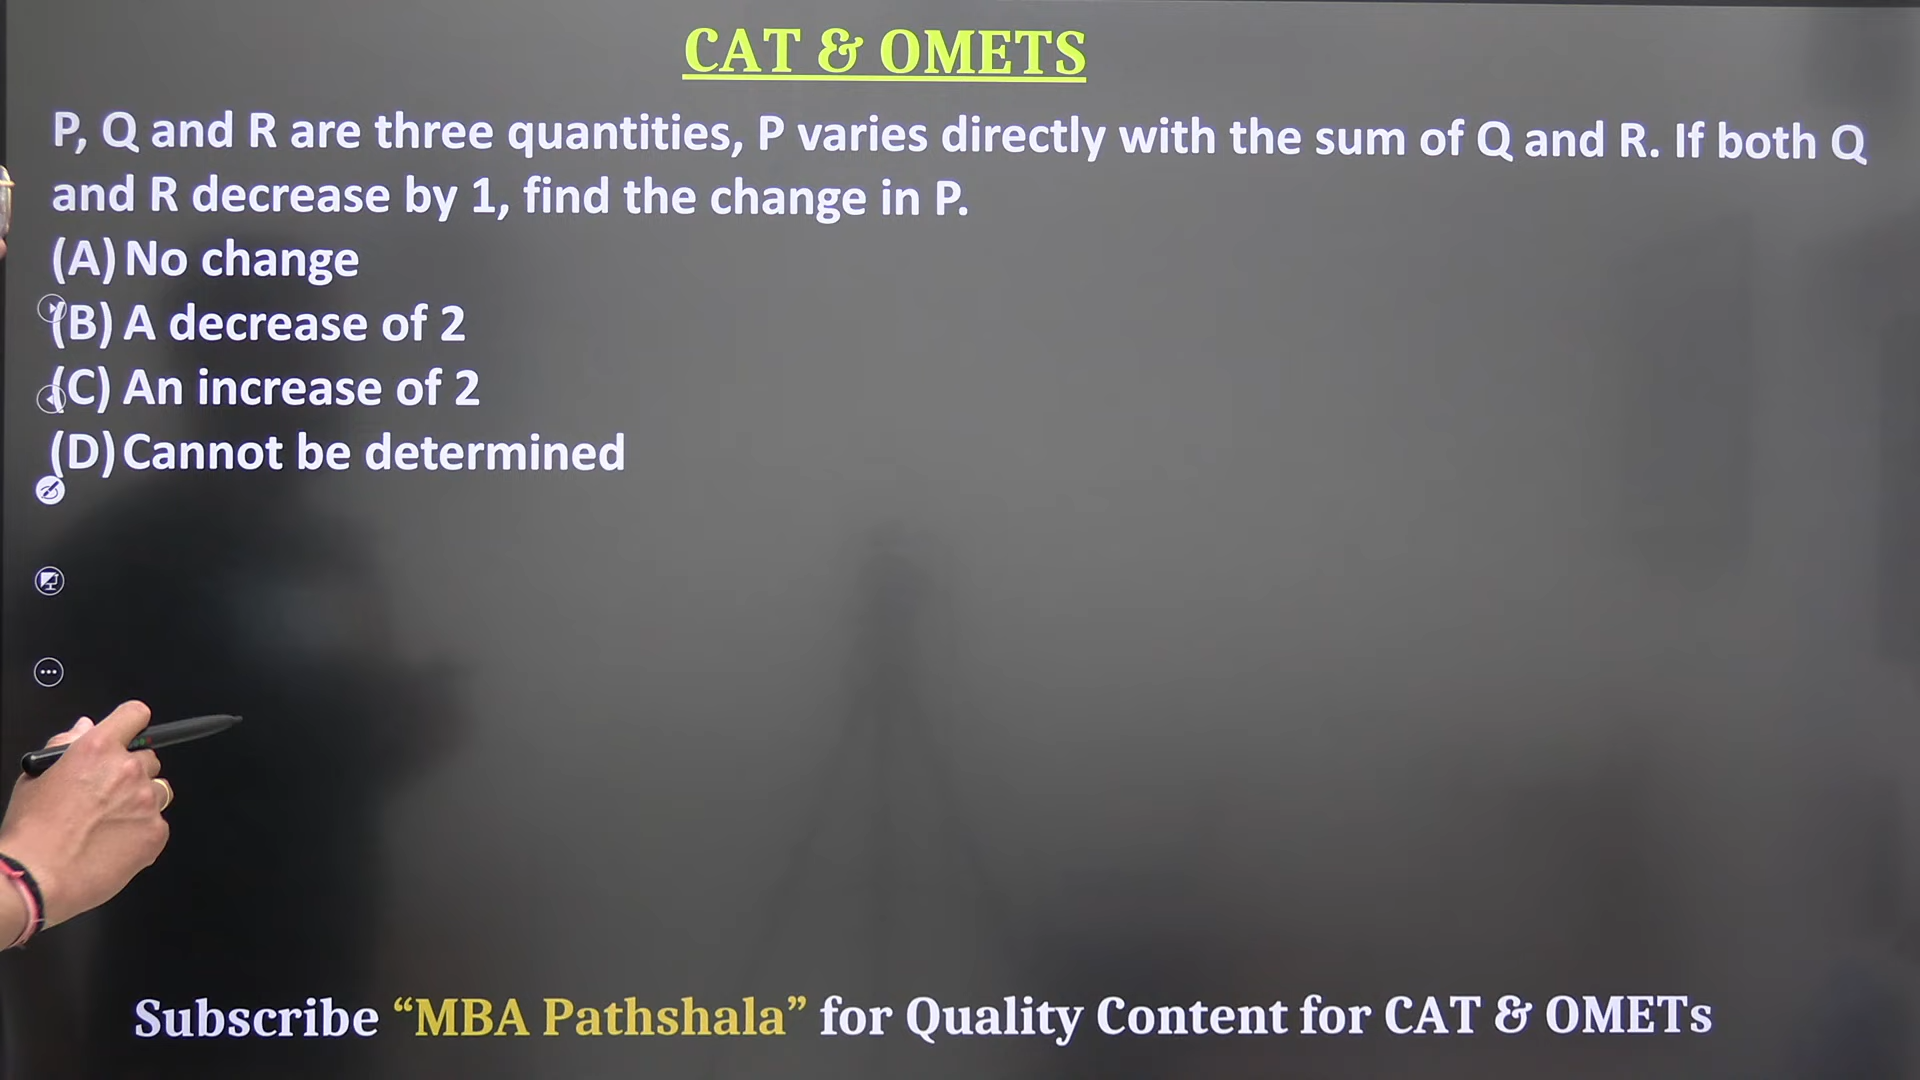 CAT & OMETS
P, Q and R are three quantities, P varies directly with the sum of Q and R. If both Q
and R decrease by 1, find the change in P.
(A) No change
(B) A decrease of 2
(C) An increase of 2
(D) Cannot be determined
Subscribe “MBA Pathshala” for Quality Content for CAT & OMETs